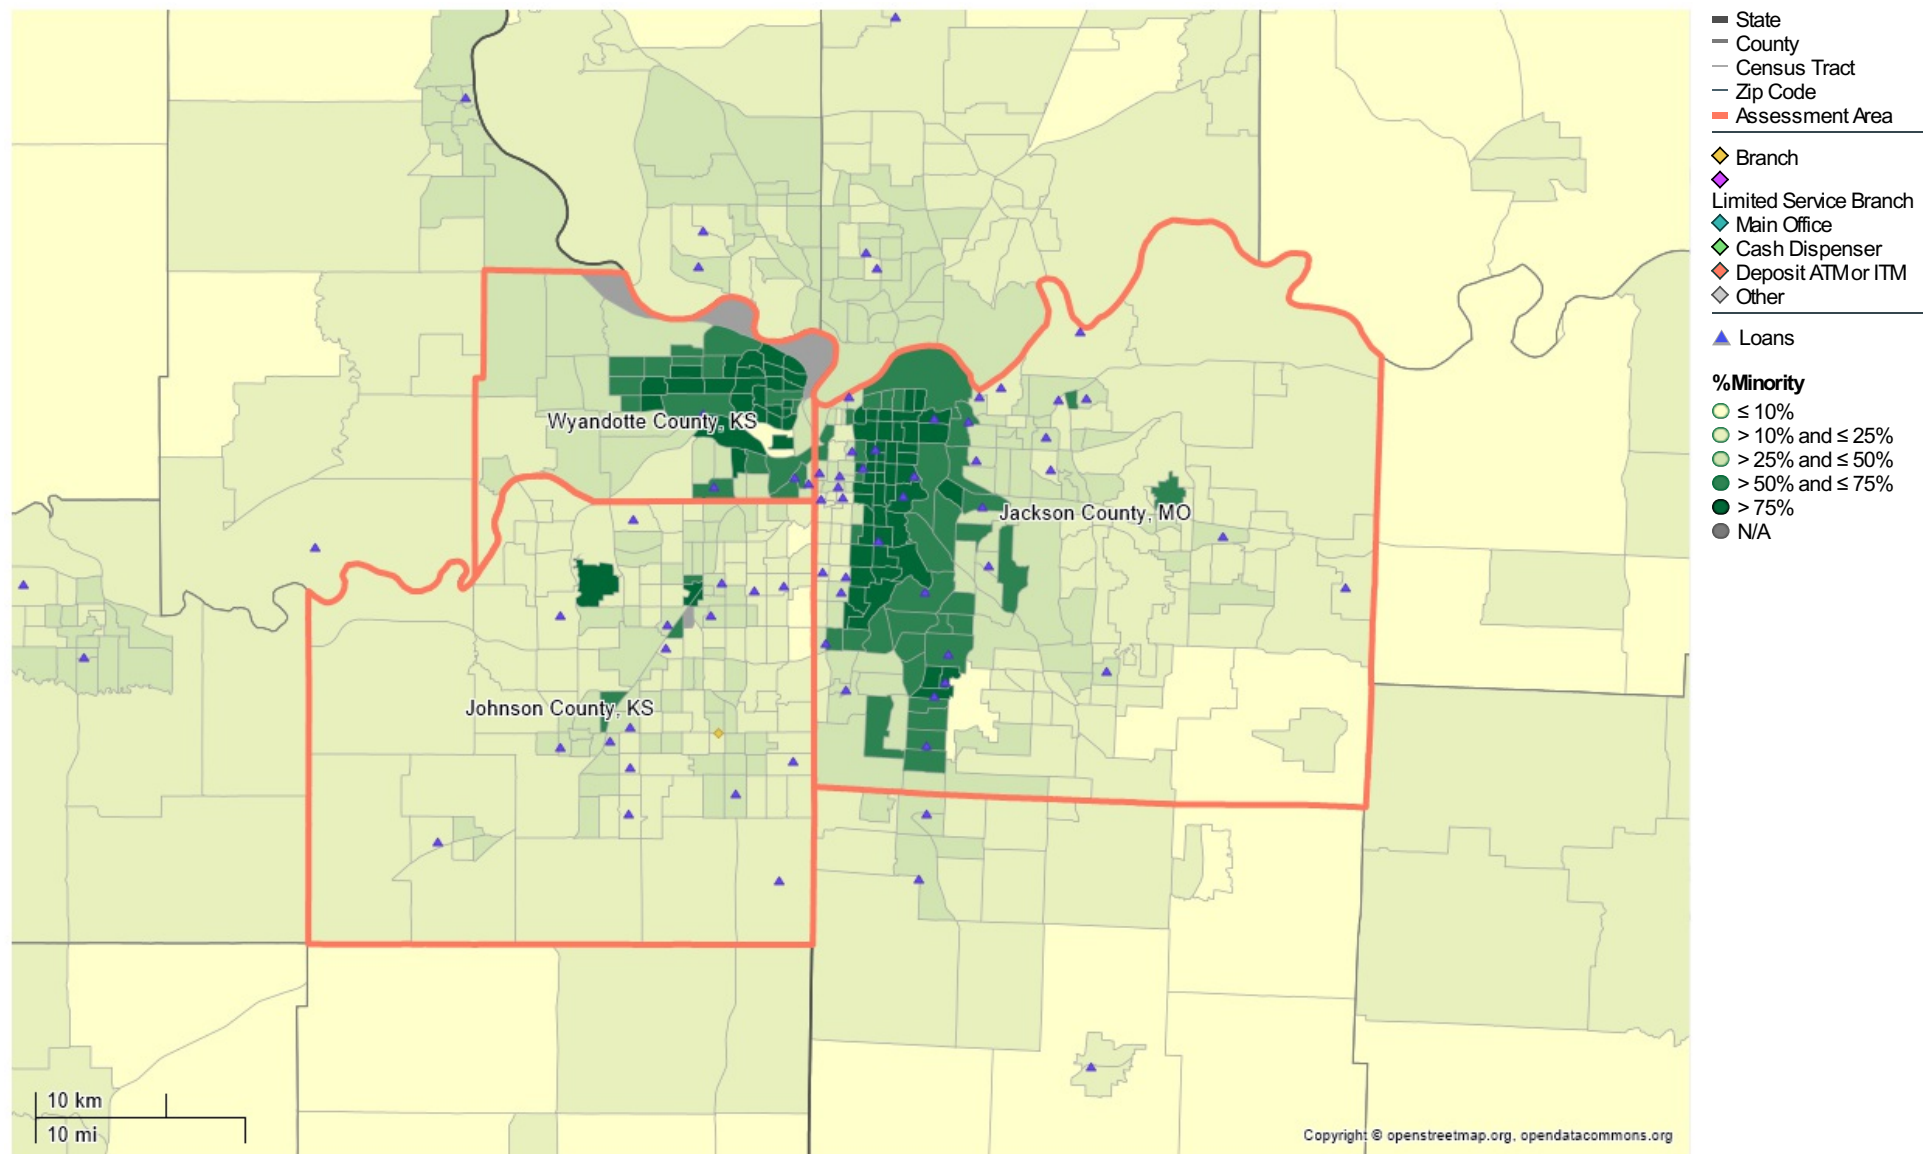 State
County
Census Tract
Zip Code
Assessment Area
Branch
Limited Service Branch
Main Office
Cash Dispenser
Deposit ATM or ITM
Other
Loans
%Minority
≤ 10%
> 10% and ≤ 25%
> 25% and ≤ 50%
> 50% and ≤ 75%
> 75%
N/A
Wyandotte County, KS
Jackson County, MO
Johnson County, KS
10 km
10 mi
Copyright © openstreetmap.org, opendatacommons.org